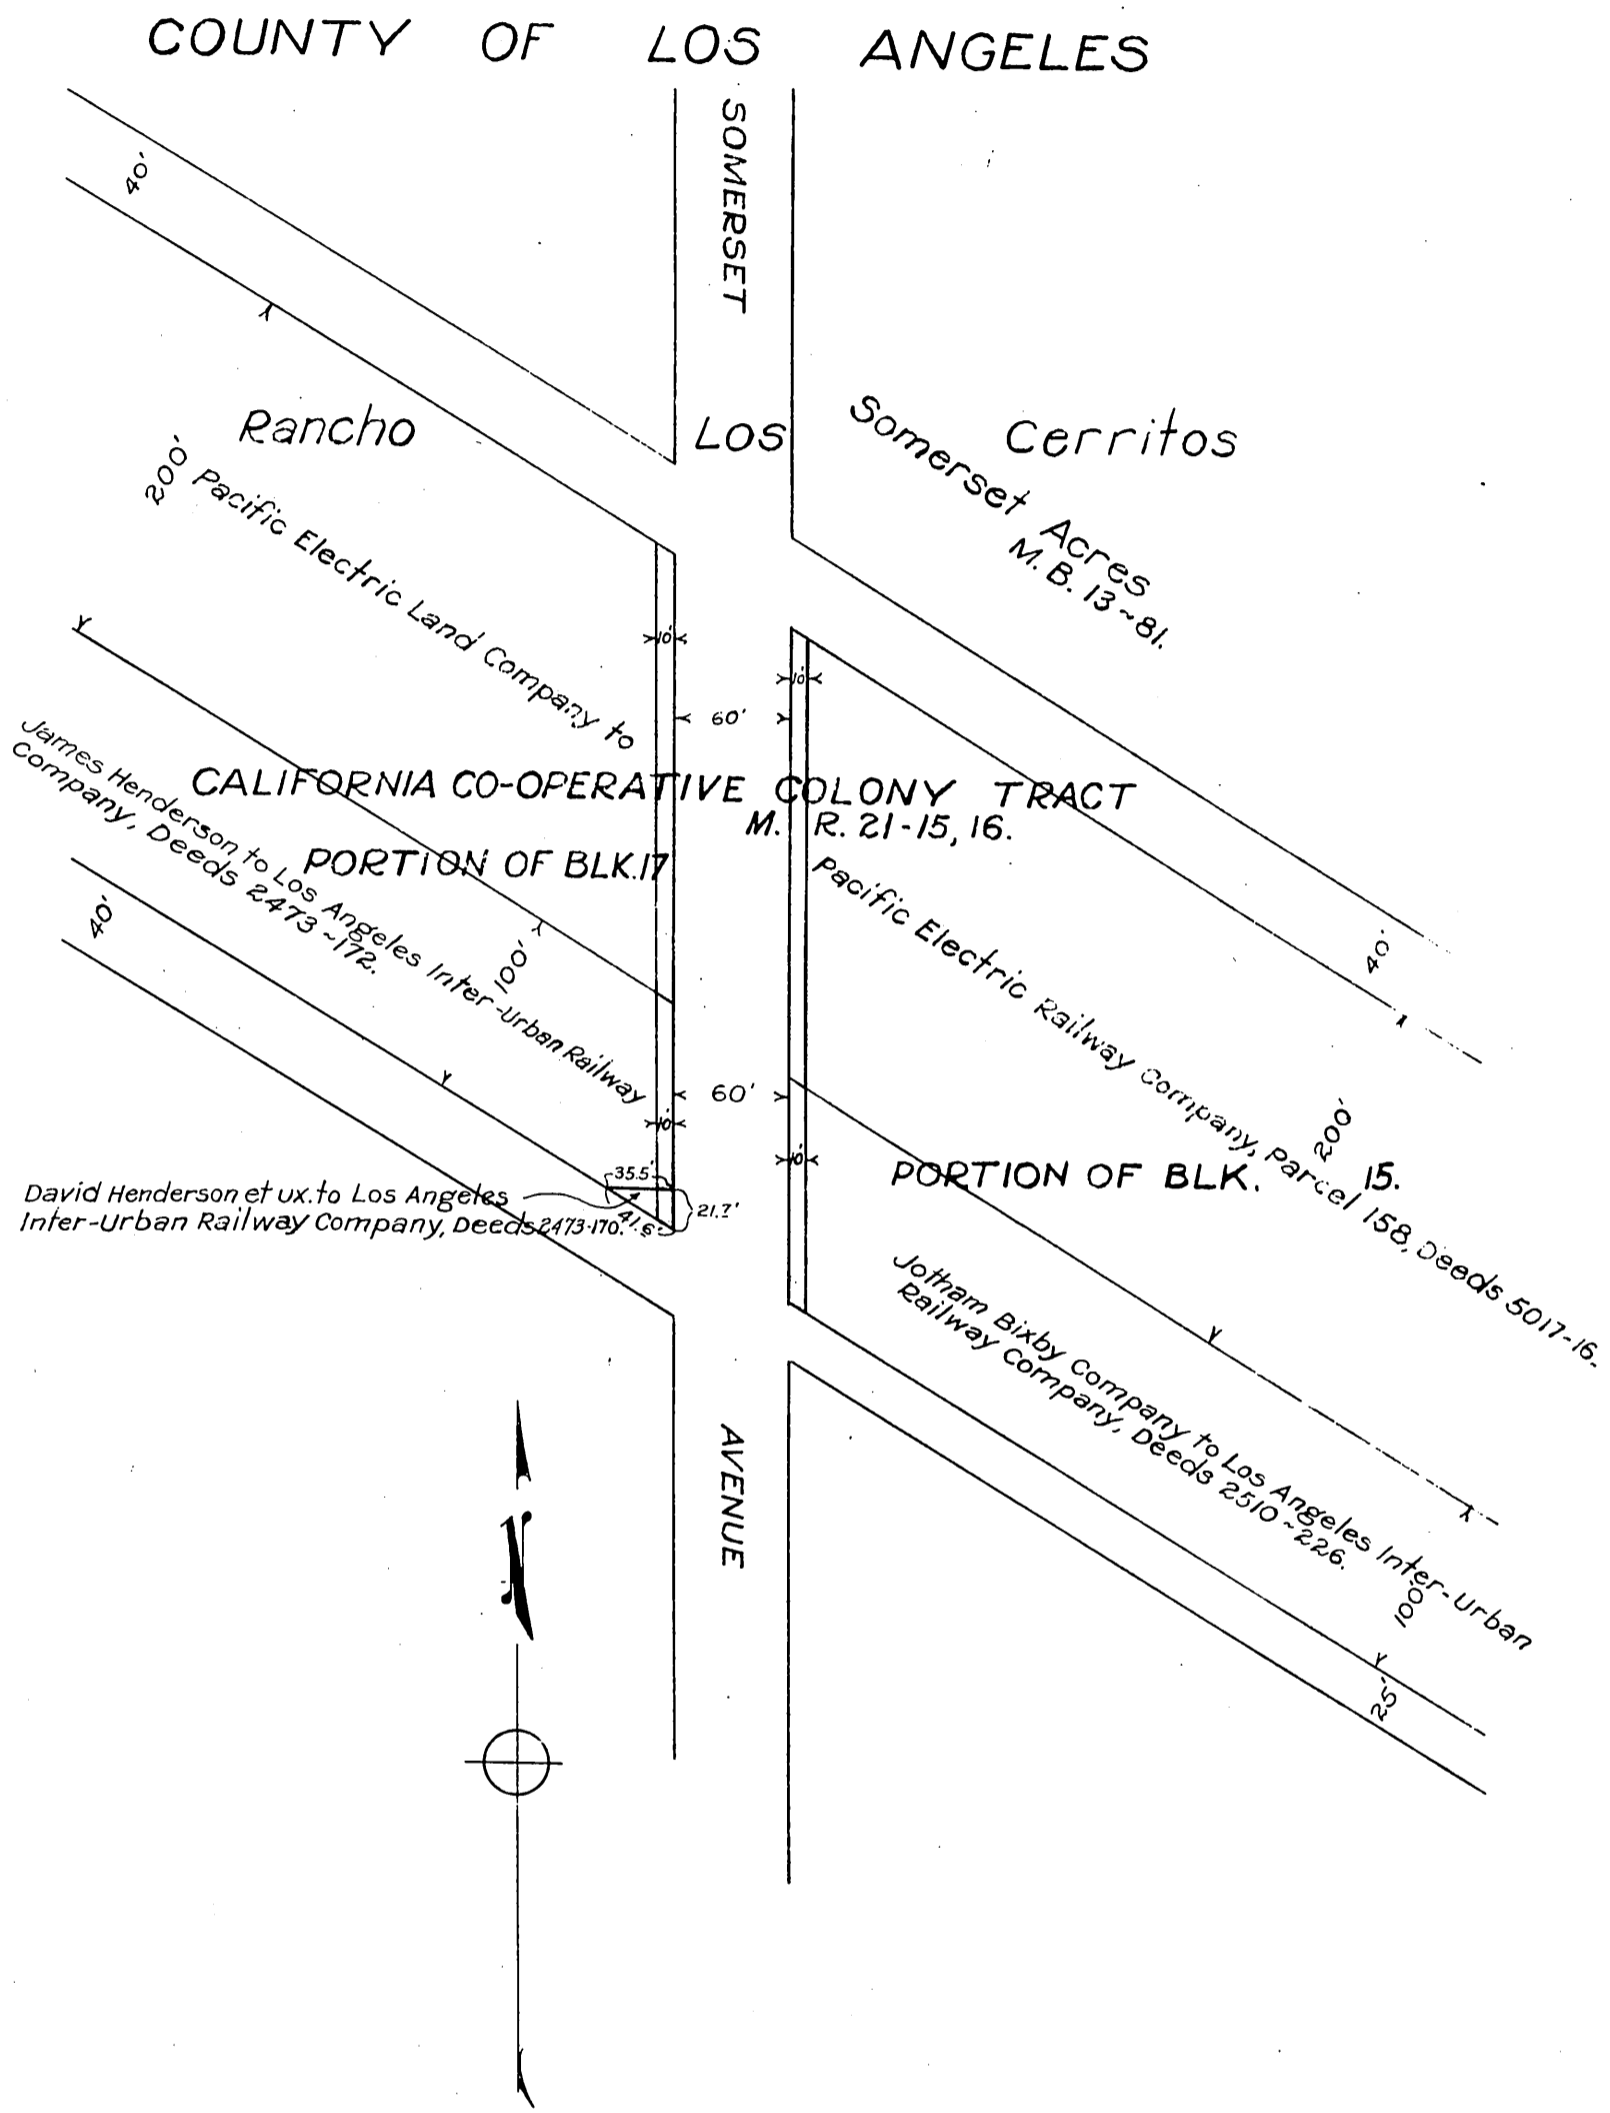 COUNTY OF LOS ANGELES
SOMERSET
40'
Rancho LOS Cerritos
Somerset Acres
M. B. 13~81.
200'
Pacific Electric Land Company to
10'
10'
60'
CALIFORNIA CO-OPERATIVE COLONY TRACT
M. R. 21-15, 16.
PORTION OF BLK. 17
James Henderson to Los Angeles Inter-Urban Railway
Company, Deeds 2473~172.
40'
100'
40'
Pacific Electric Railway Company, Parcel 158, Deeds 5017-16.
200'
60'
10'
10'
PORTION OF BLK. 15.
35.5'
21.7'
41.6'
David Henderson et ux. to Los Angeles
Inter-Urban Railway Company, Deeds 2473-170.
Jotham Bixby Company to Los Angeles Inter-Urban
Railway Company, Deeds 2510~226.
100'
25'
AVENUE
N